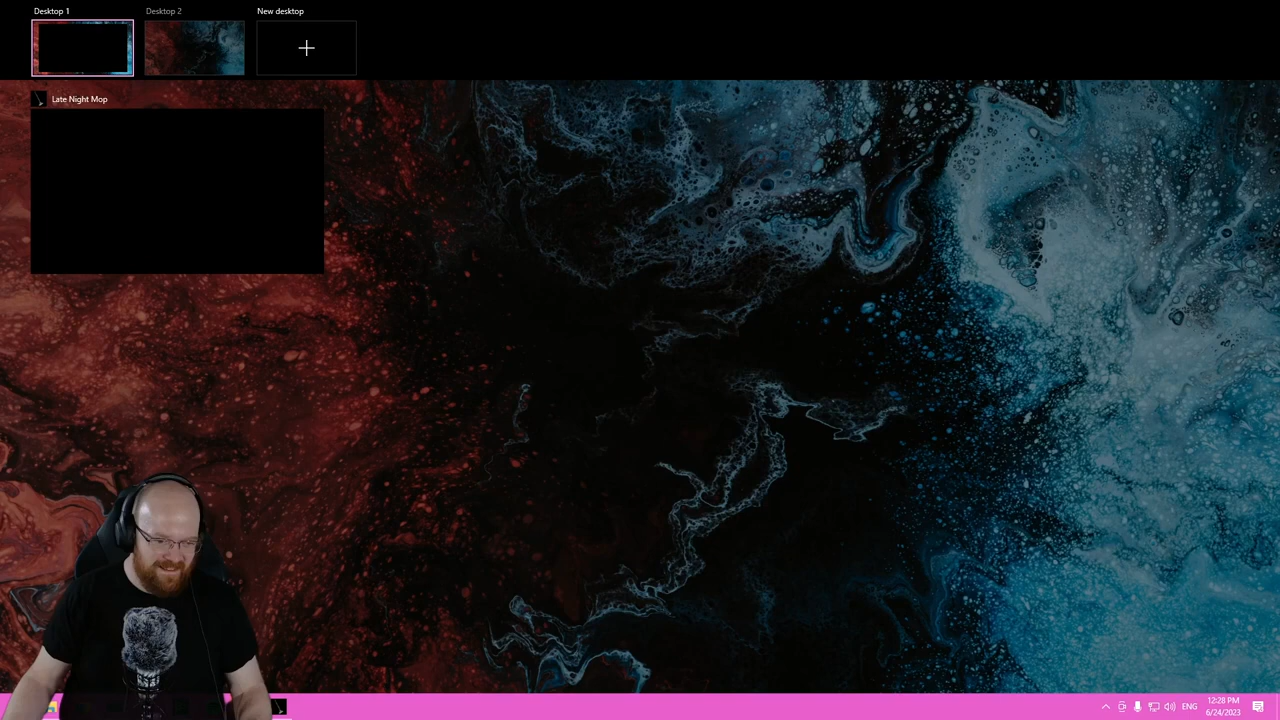 Desktop 1
Desktop 2
New desktop
Late Night Mop
ENG
12:28 PM
6/24/2023